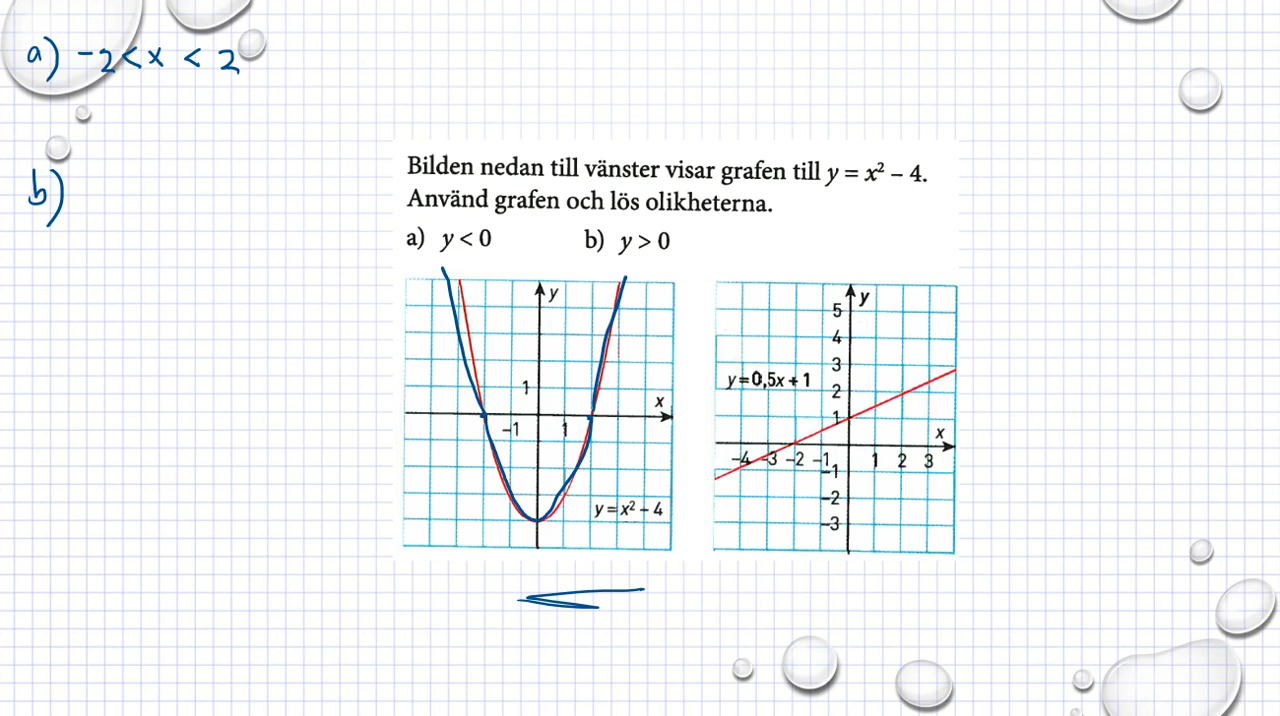 a) -2 < x < 2
b)
Bilden nedan till vänster visar grafen till y = x² – 4.
Använd grafen och lös olikheterna.
a) y < 0 b) y > 0
y
1
x
–1 1
y = x² – 4
y
5
4
3
y = 0,5x + 1
2
1
x
–4 –3 –2 –1 1 2 3
–1
–2
–3